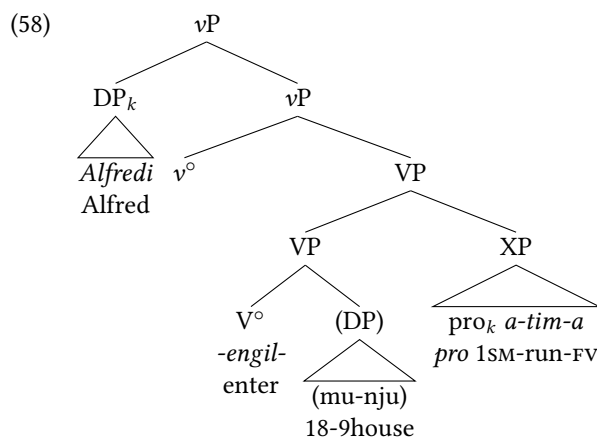 (58) vP
DPₖ vP
Alfredi v° VP
Alfred
VP XP
V° (DP) proₖ a-tim-a
-engil- pro 1SM-run-FV
enter (mu-nju)
18-9house